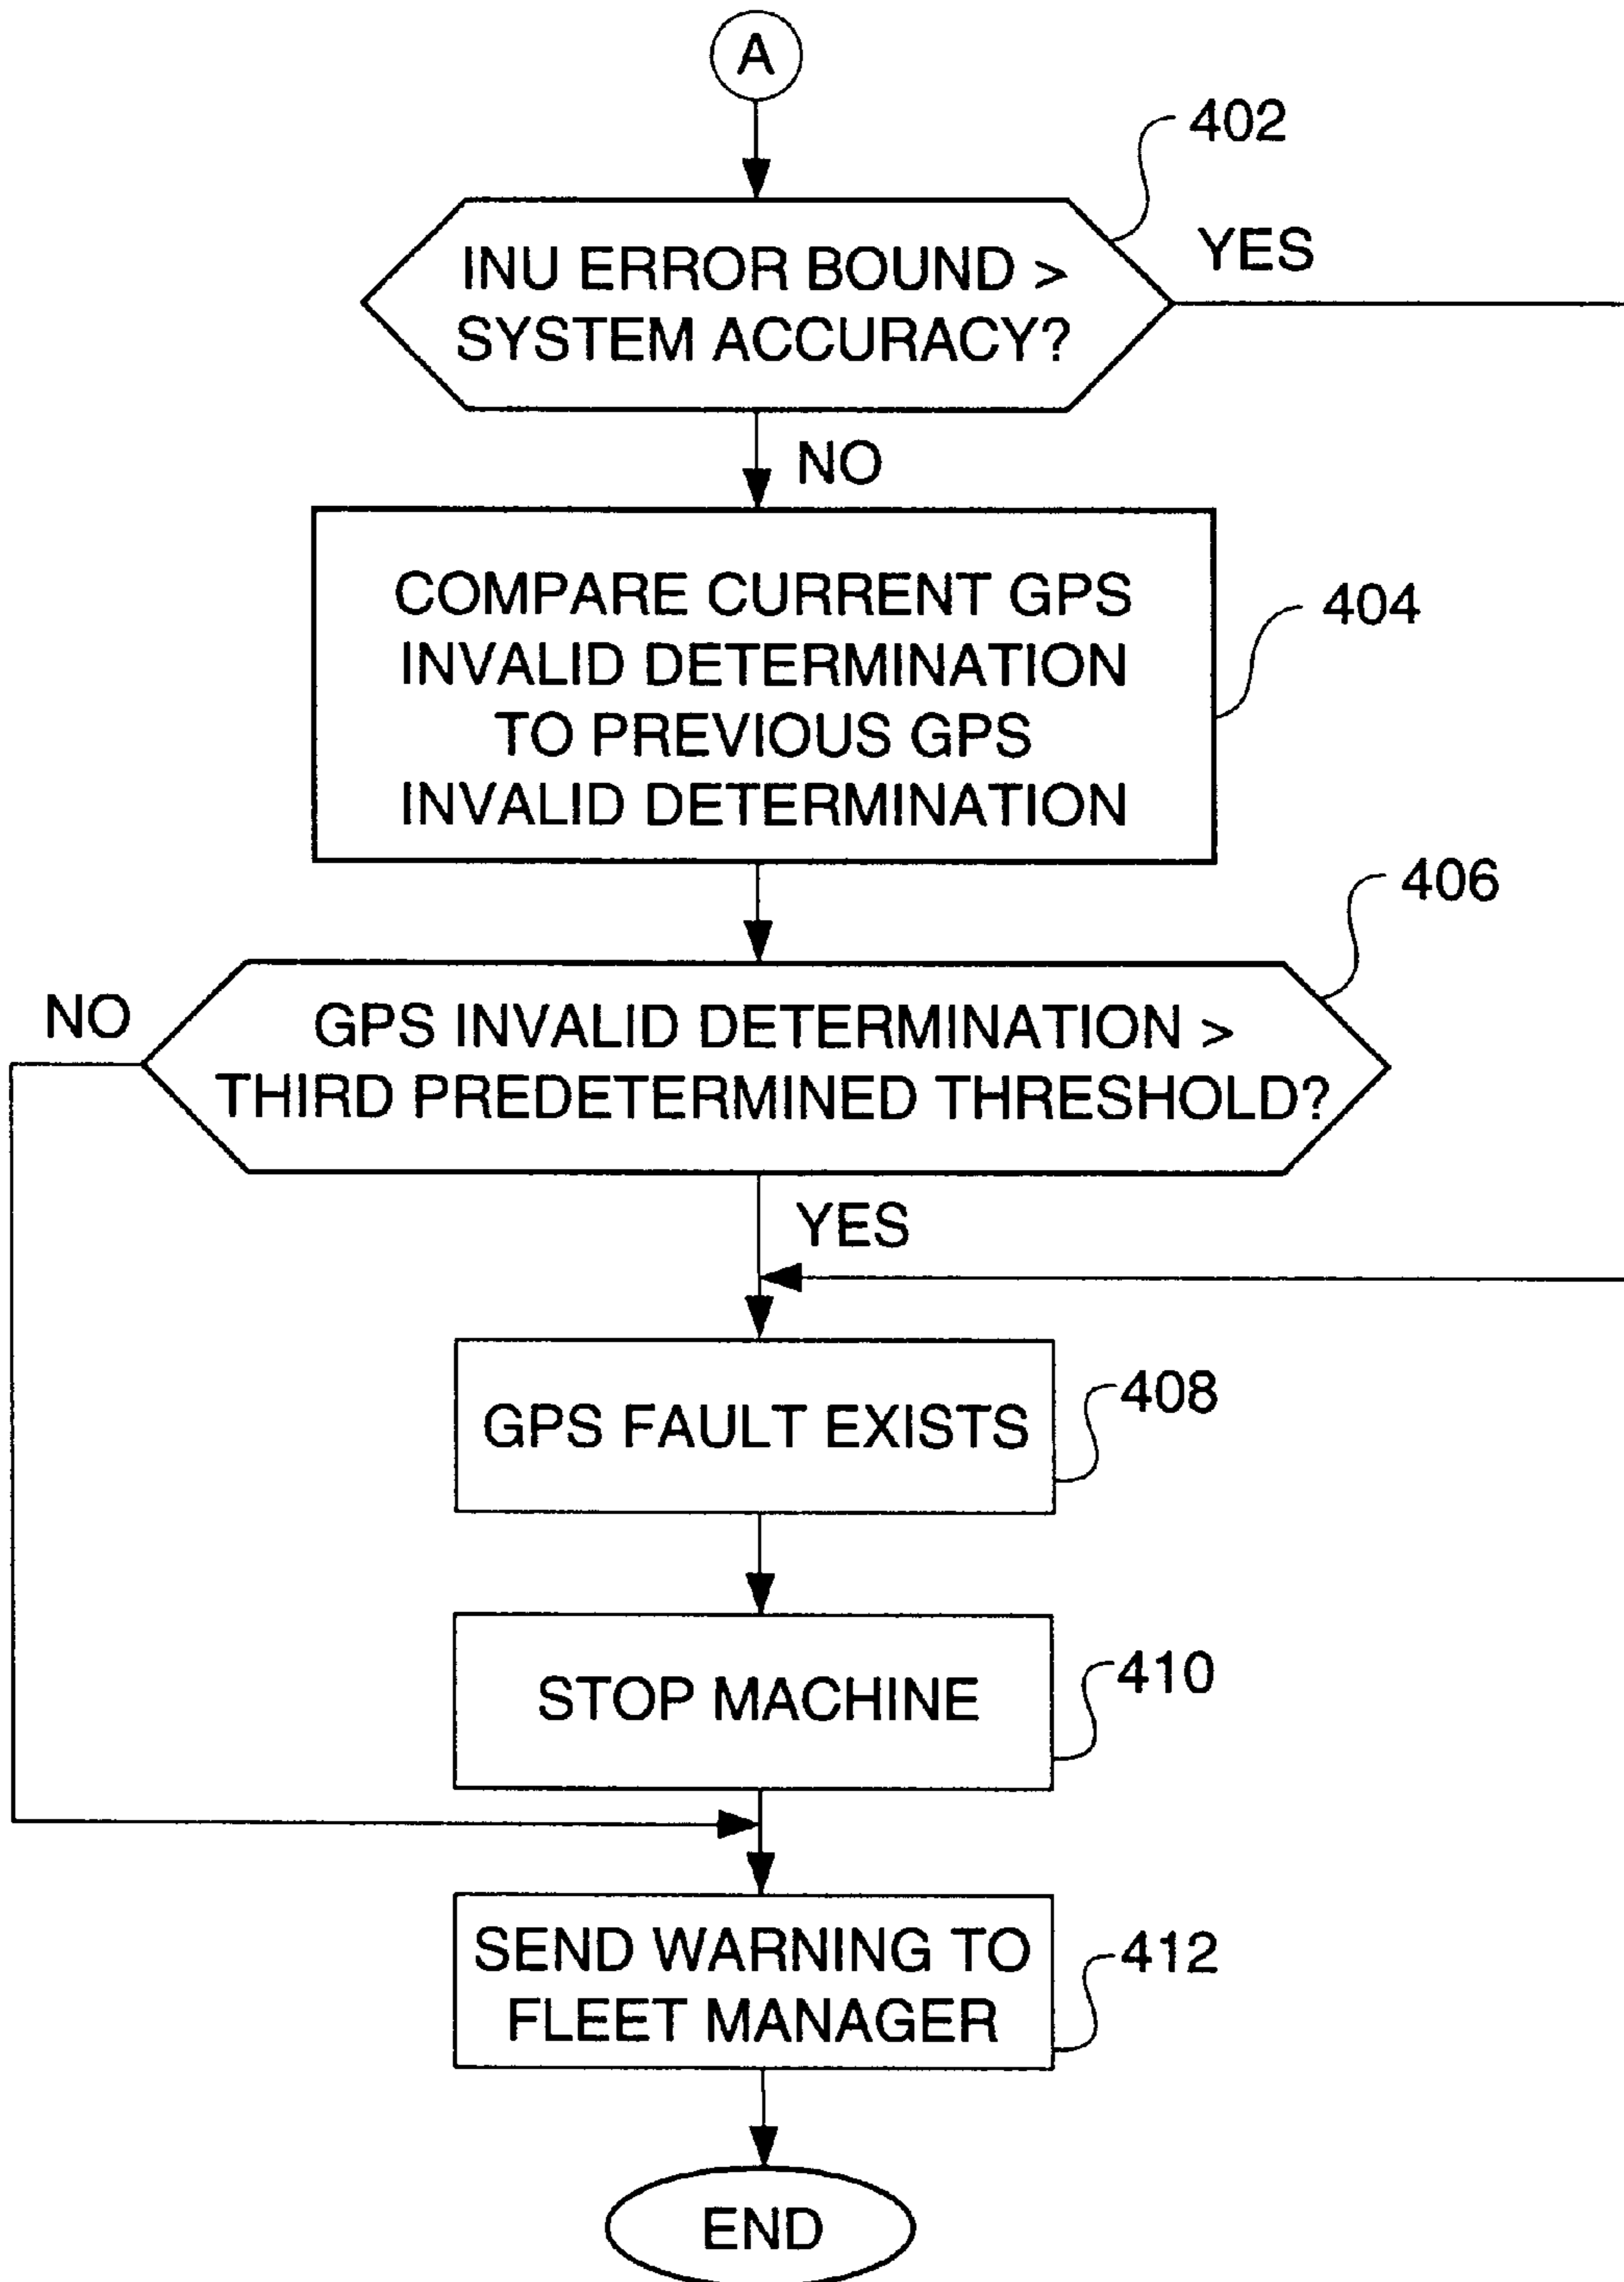 A
402
INU ERROR BOUND >
SYSTEM ACCURACY?
YES
NO
COMPARE CURRENT GPS
INVALID DETERMINATION
TO PREVIOUS GPS
INVALID DETERMINATION
404
406
NO
GPS INVALID DETERMINATION >
THIRD PREDETERMINED THRESHOLD?
YES
GPS FAULT EXISTS
408
STOP MACHINE
410
SEND WARNING TO
FLEET MANAGER
412
END